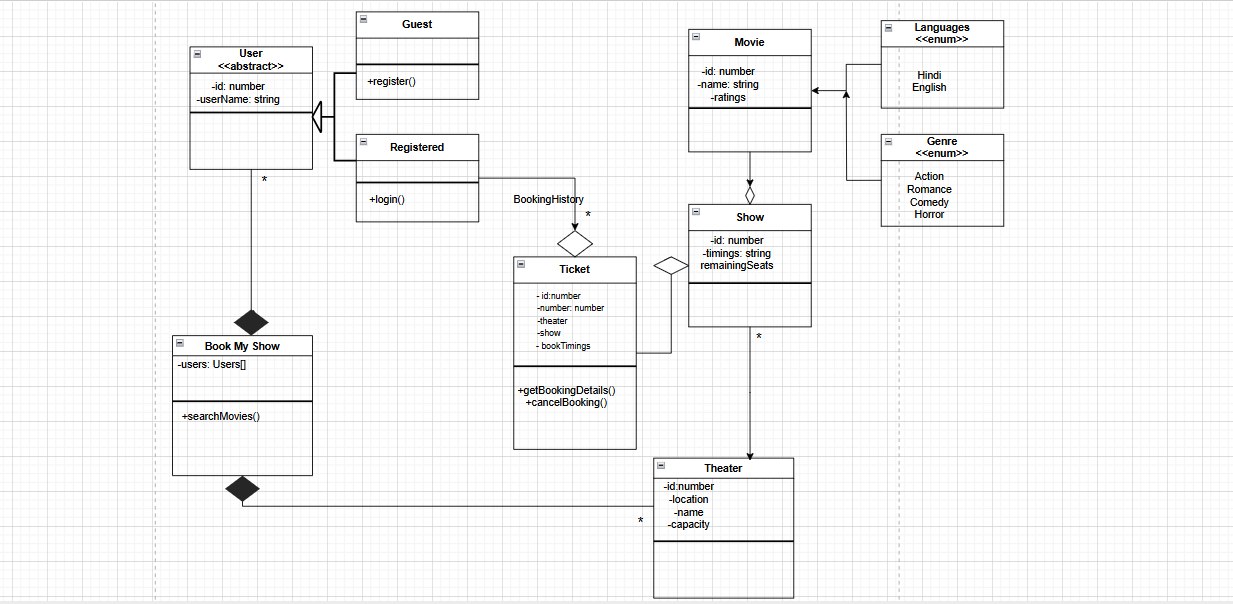 Guest
+register()
User
<<abstract>>
-id: number
-userName: string
*
Registered
+login()
BookingHistory
*
Movie
-id: number
-name: string
-ratings
Languages
<<enum>>
Hindi
English
Genre
<<enum>>
Action
Romance
Comedy
Horror
Show
-id: number
-timings: string
remainingSeats
*
Ticket
- id:number
-number: number
-theater
-show
- bookTimings
+getBookingDetails()
+cancelBooking()
Book My Show
-users: Users[]
+searchMovies()
*
Theater
-id:number
-location
-name
-capacity